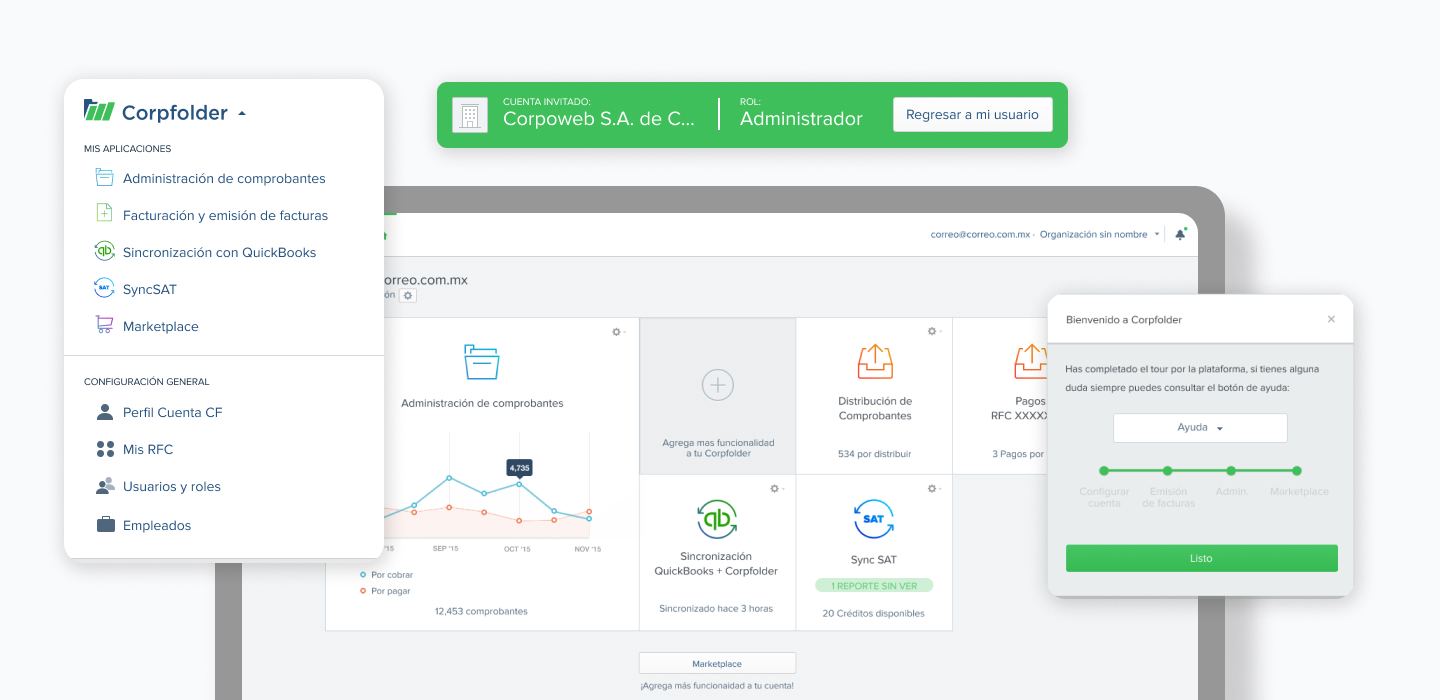 Corpfolder
MIS APLICACIONES
Administración de comprobantes
Facturación y emisión de facturas
qb
Sincronización con QuickBooks
SAT
SyncSAT
Marketplace
CONFIGURACIÓN GENERAL
Perfil Cuenta CF
Mis RFC
Usuarios y roles
Empleados
CUENTA INVITADO:
Corpoweb S.A. de C...
ROL:
Administrador
Regresar a mi usuario
correo@correo.com.mx - Organización sin nombre
orreo.com.mx
ón
Administración de comprobantes
4,735
'15
SEP '15
OCT '15
NOV '15
Por cobrar
Por pagar
12,453 comprobantes
Agrega mas funcionalidad
a tu Corpfolder
Distribución de
Comprobantes
534 por distribuir
Pagos
RFC XXXX
3 Pagos por
qb
Sincronización
QuickBooks + Corpfolder
Sincronizado hace 3 horas
SAT
Sync SAT
1 REPORTE SIN VER
20 Créditos disponibles
Marketplace
¡Agrega más funcionaidad a tu cuenta!
Bienvenido a Corpfolder
Has completado el tour por la plataforma, si tienes alguna
duda siempre puedes consultar el botón de ayuda:
Ayuda
Configurar
cuenta
Emisión
de facturas
Admin.
Marketplace
Listo